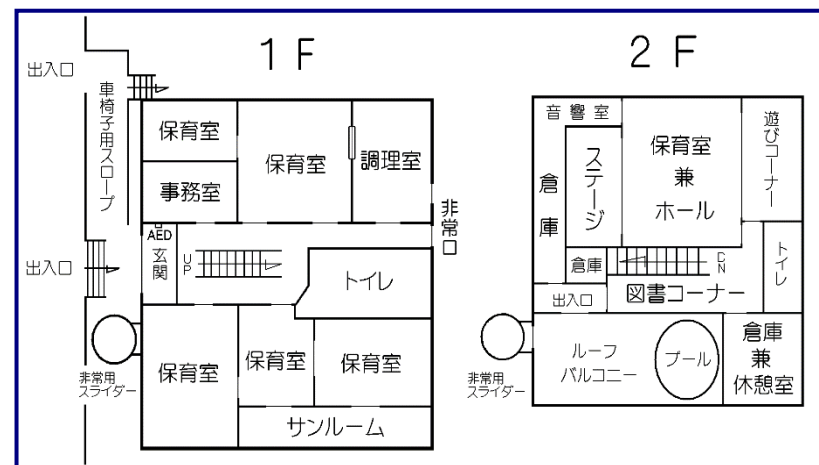 1F
出入口
車椅子用スロープ
保育室
保育室
調理室
事務室
非常口
AED
玄関
UP
出入口
トイレ
保育室
保育室
保育室
非常用
スライダー
サンルーム
2F
音響室
倉庫
ステージ
保育室
兼
ホール
遊びコーナー
倉庫
DN
トイレ
出入口
図書コーナー
ルーフ
バルコニー
プール
倉庫
兼
休憩室
非常用
スライダー